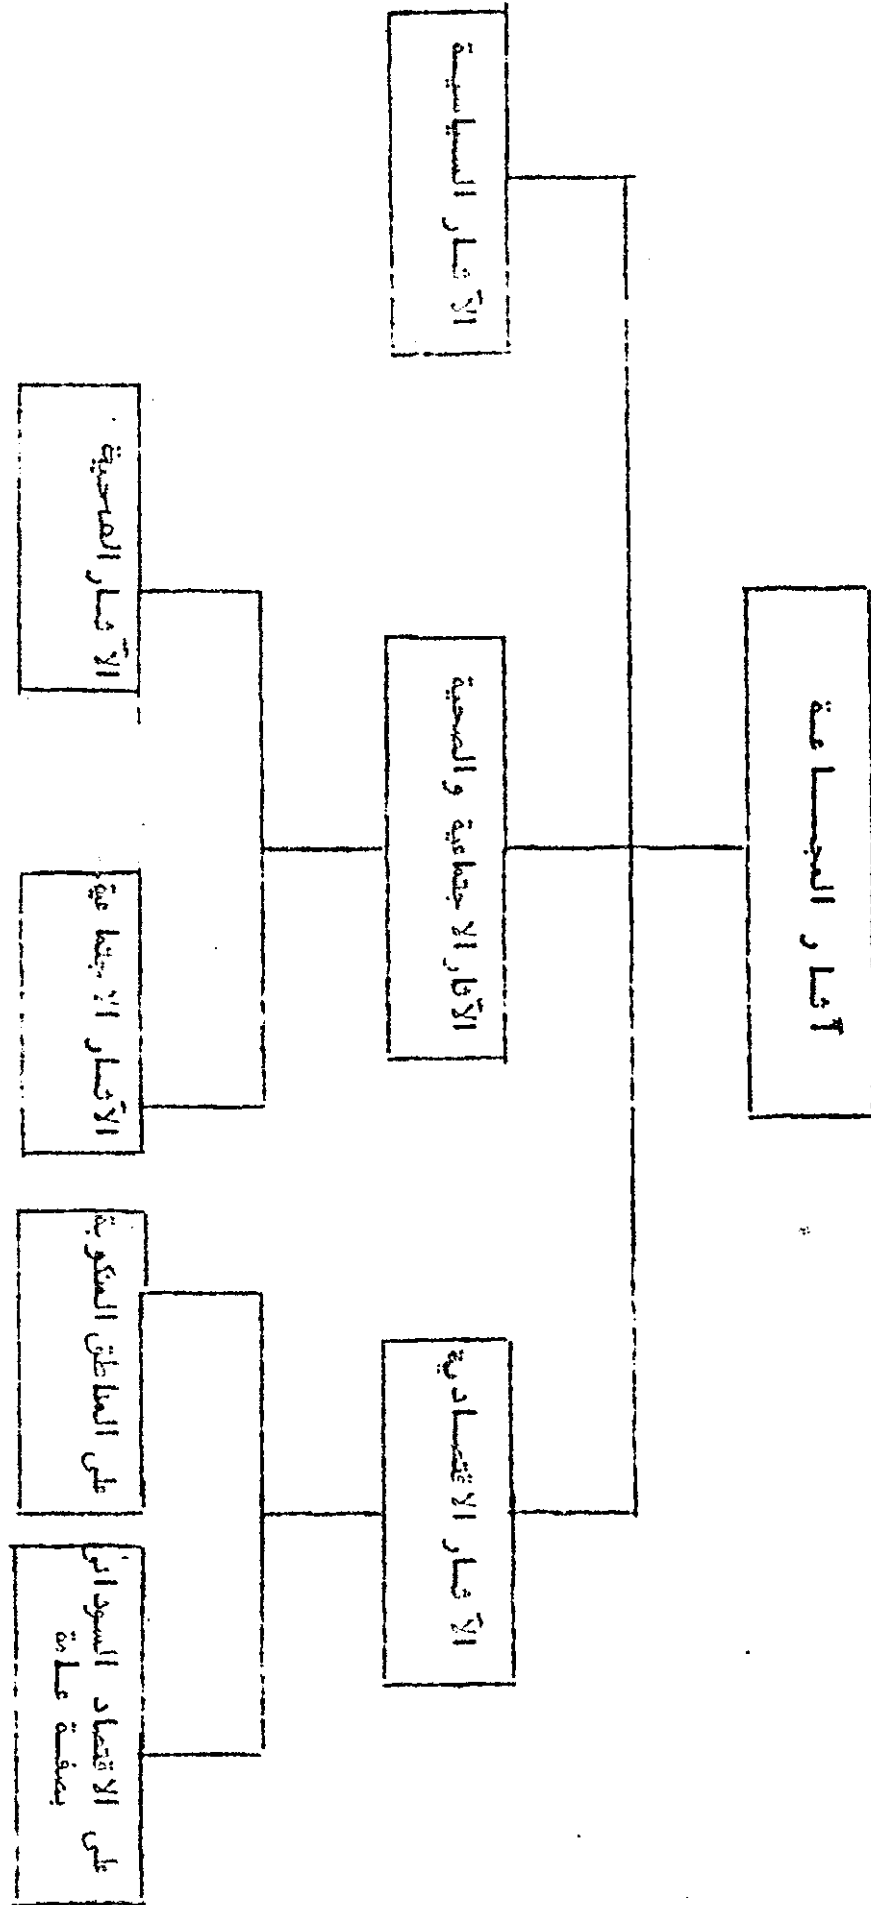 آثار المجاعة
الآثار الاقتصادية
الآثار الاجتماعية والصحية
الآثار السياسية
على الاقتصاد السوداني
بصفة عامة
على المناطق المنكوبة
الآثار الاجتماعية
الآثار الصحية